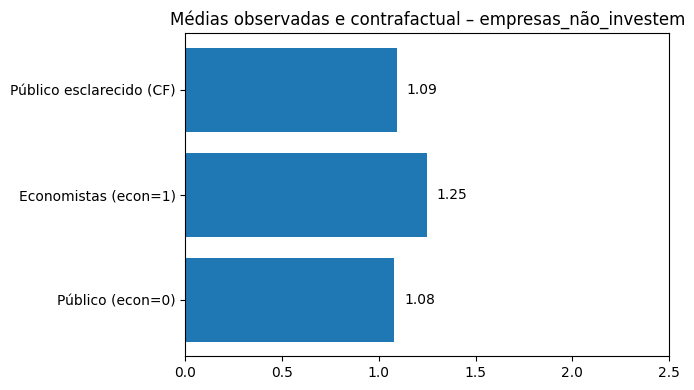 Médias observadas e contrafactual – empresas_não_investem
Público esclarecido (CF)
1.09
Economistas (econ=1)
1.25
Público (econ=0)
1.08
0.0 0.5 1.0 1.5 2.0 2.5